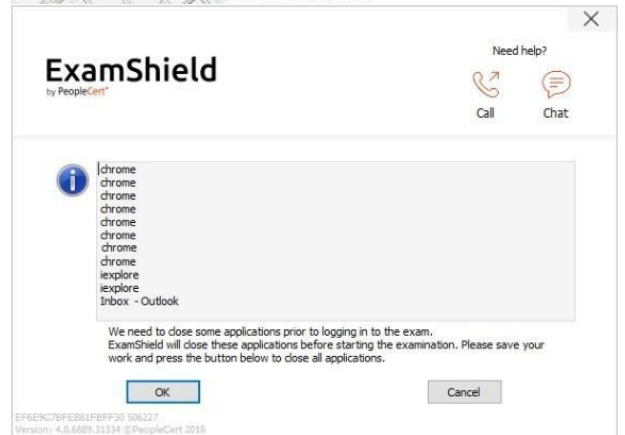 Need help?
ExamShield
by PeopleCert
Call
Chat
chrome
chrome
chrome
chrome
chrome
chrome
chrome
chrome
iexplore
iexplore
Inbox - Outlook
We need to close some applications prior to logging in to the exam.
ExamShield will close these applications before starting the examination. Please save your
work and press the button below to close all applications.
OK
Cancel
Version: 4.0.6889.31334 ©PeopleCert 2018